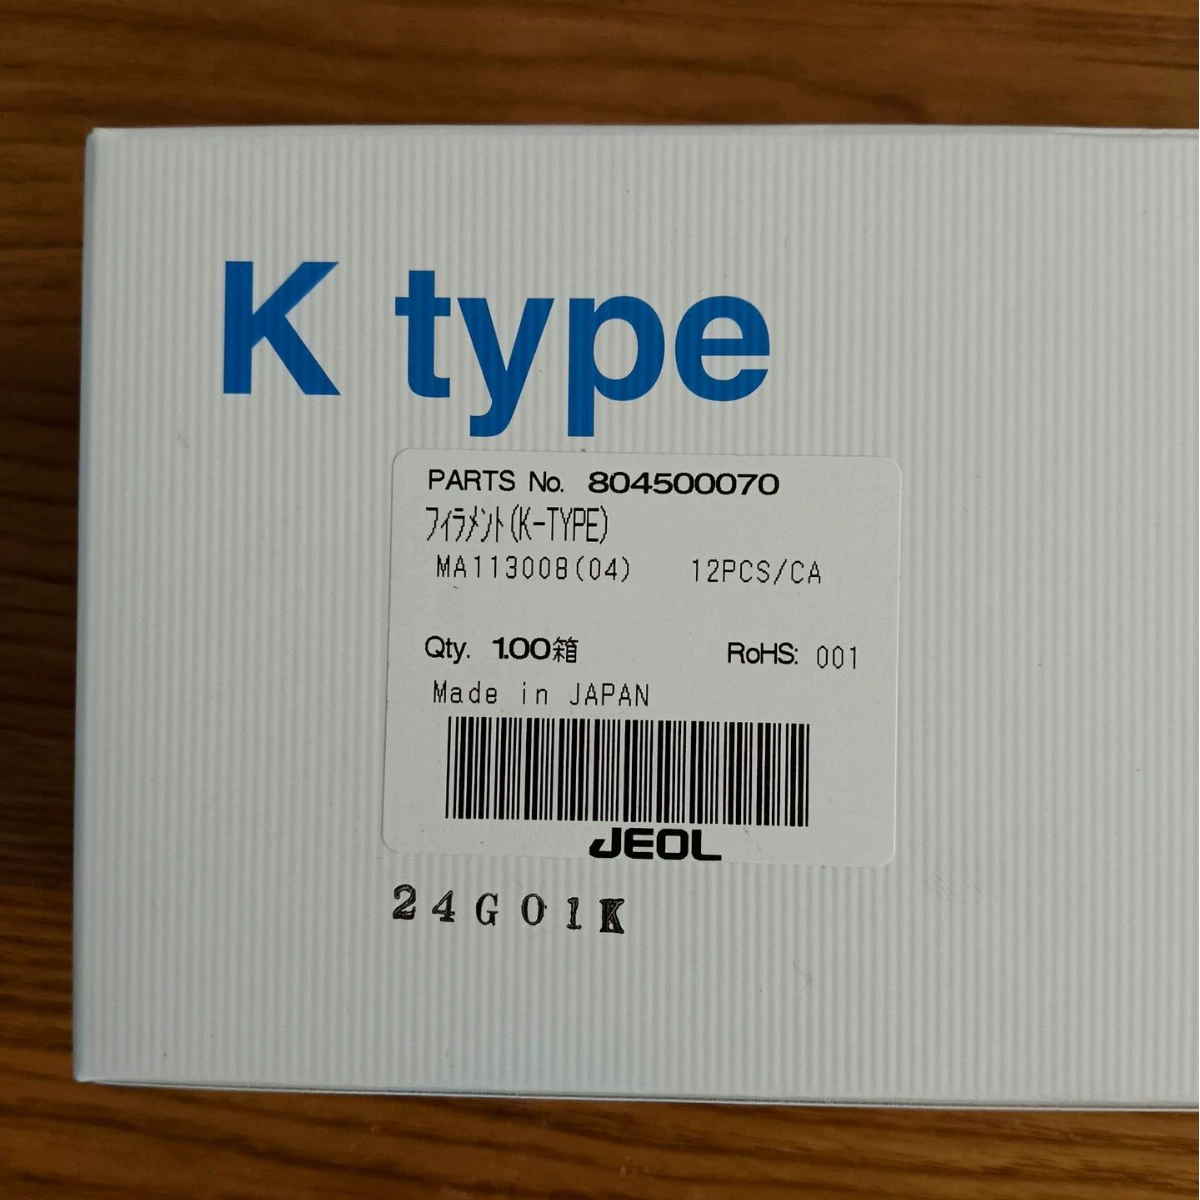 K type
PARTS No. 804500070
フィラメント(K-TYPE)
MA113008(04) 12PCS/CA
Qty. 1.00箱 RoHS: 001
Made in JAPAN
JEOL
24G01K